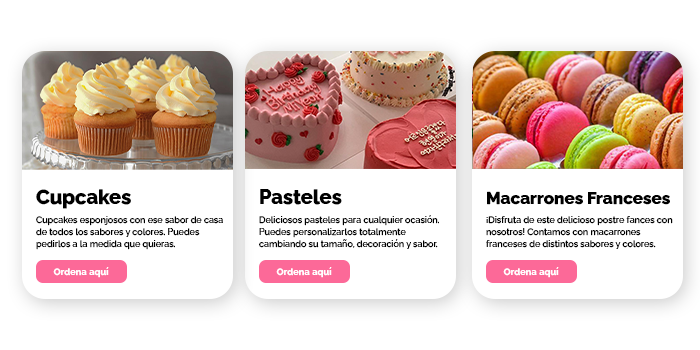 Happy
Birthday
Cupcakes
Cupcakes esponjosos con ese sabor de casa
de todos los sabores y colores. Puedes
pedirlos a la medida que quieras.
Ordena aquí
Pasteles
Deliciosos pasteles para cualquier ocasión.
Puedes personalizarlos totalmente
cambiando su tamaño, decoración y sabor.
Ordena aquí
Macarrones Franceses
¡Disfruta de este delicioso postre fances con
nosotros! Contamos con macarrones
franceses de distintos sabores y colores.
Ordena aquí